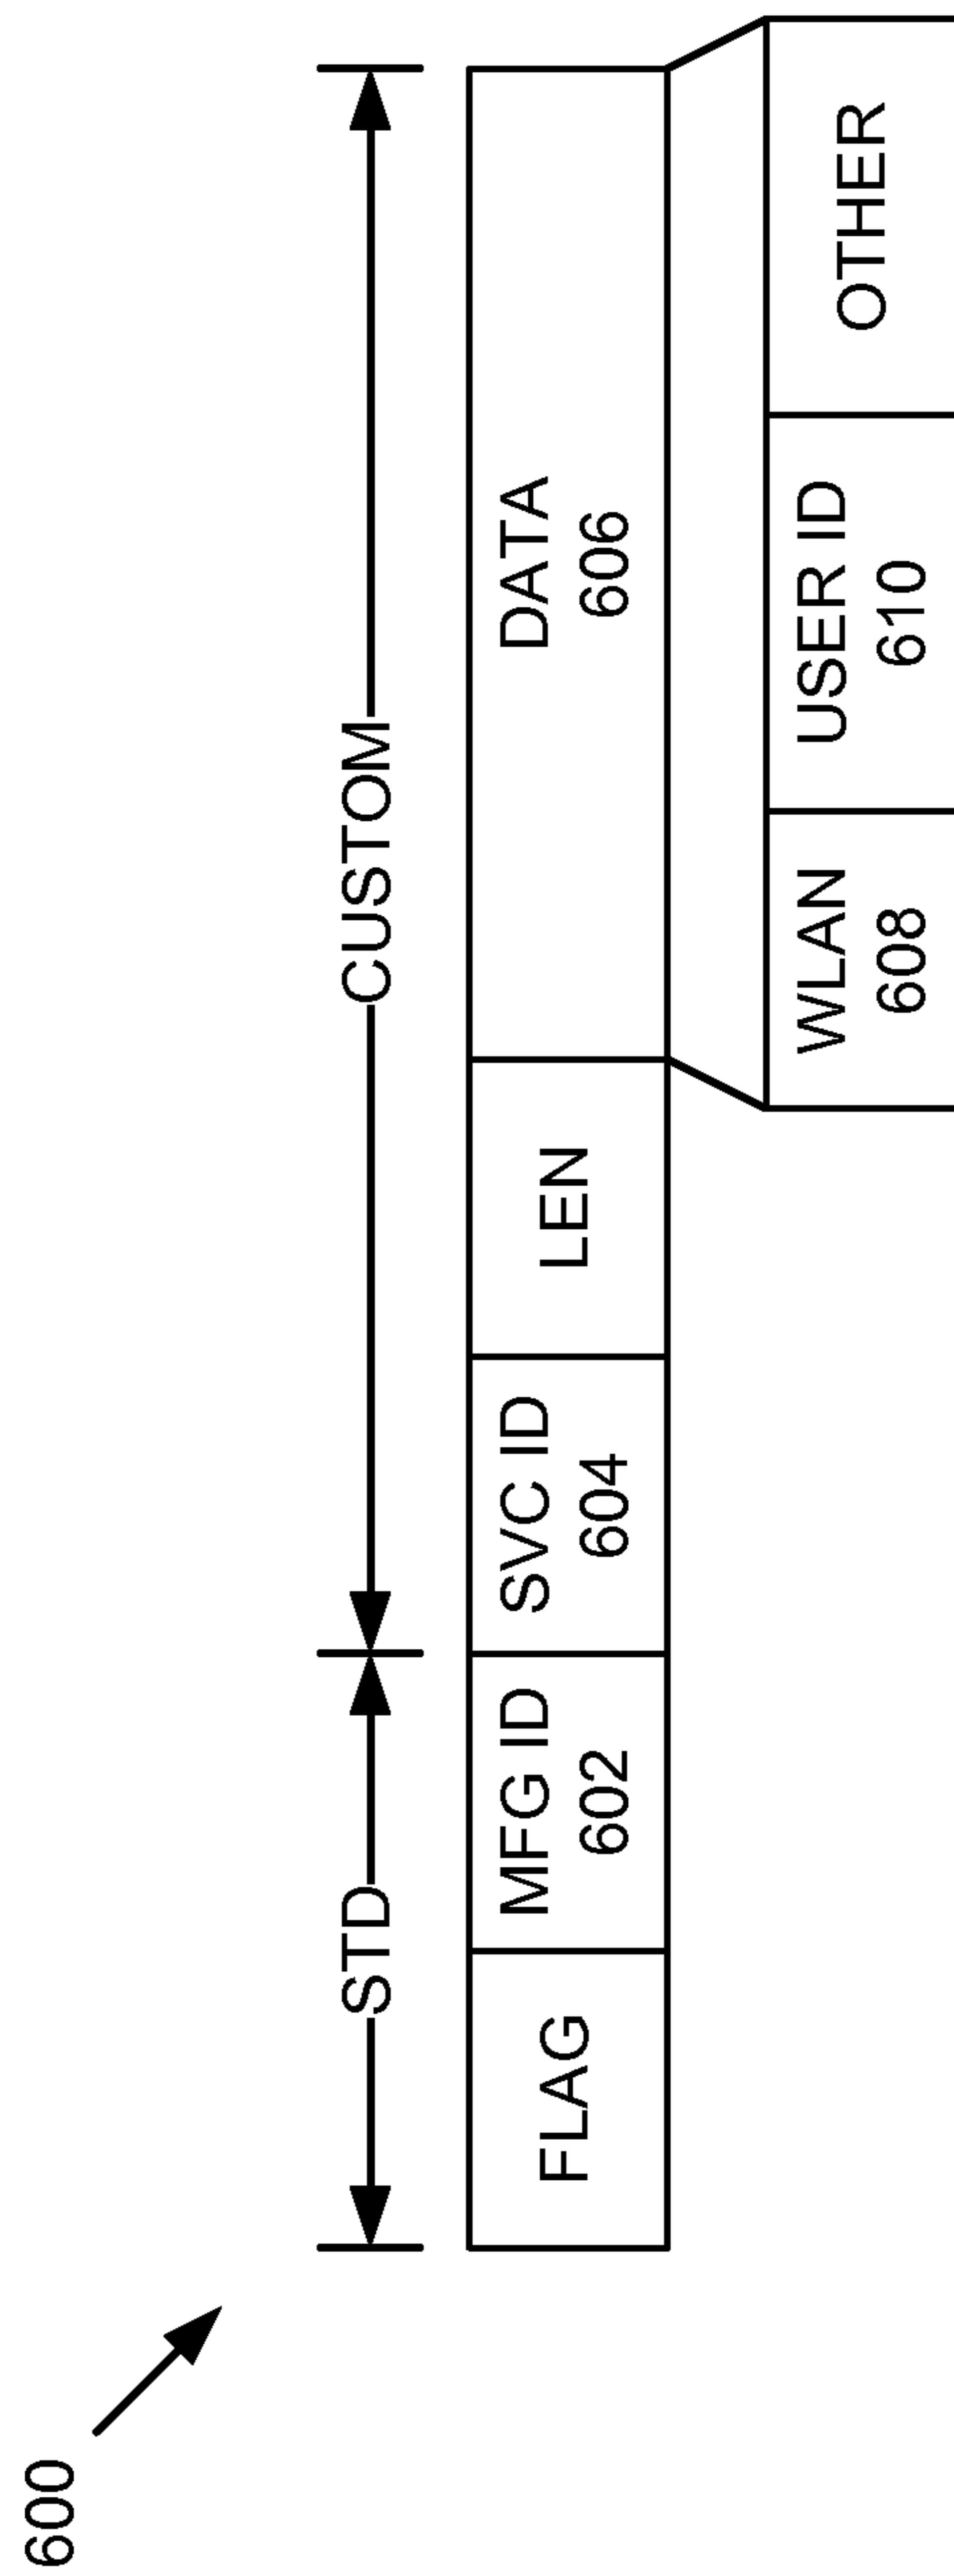 600
STD
CUSTOM
FLAG
MFG ID
602
SVC ID
604
LEN
DATA
606
WLAN
608
USER ID
610
OTHER